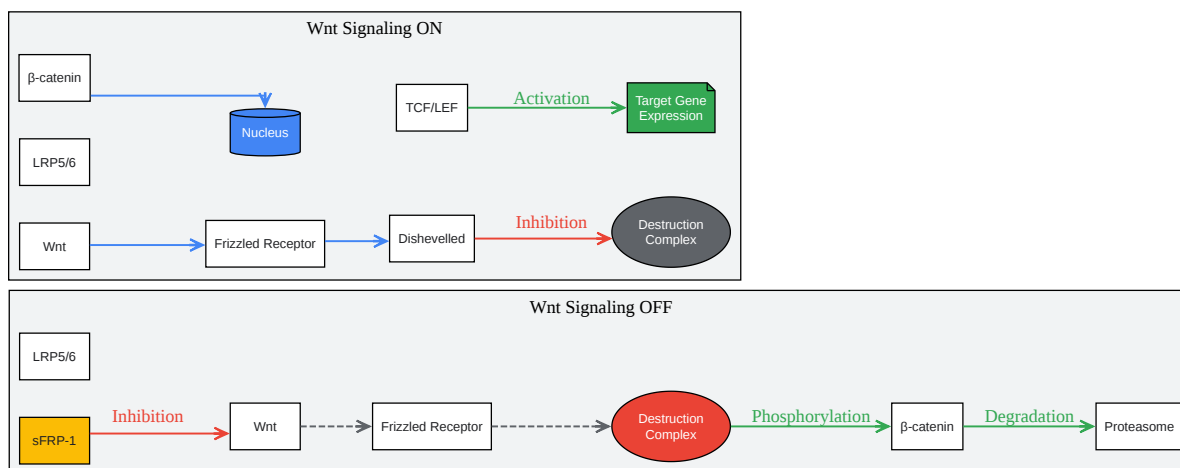 Wnt Signaling ON
β-catenin
TCF/LEF
Activation
Target Gene
Expression
Nucleus
LRP5/6
Wnt
Frizzled Receptor
Dishevelled
Inhibition
Destruction
Complex
Wnt Signaling OFF
LRP5/6
sFRP-1
Inhibition
Wnt
Frizzled Receptor
Destruction
Complex
Phosphorylation
β-catenin
Degradation
Proteasome